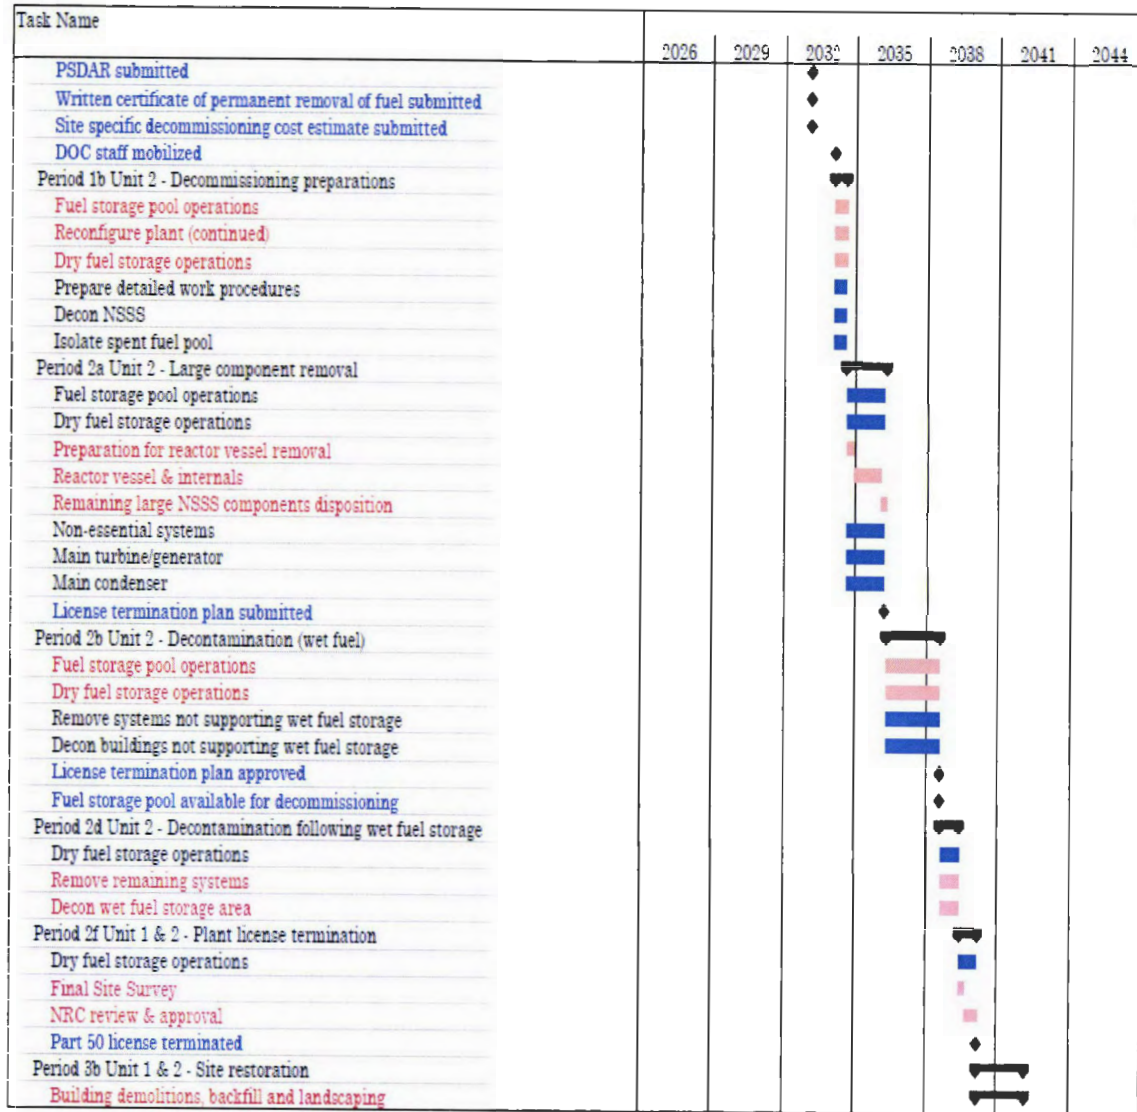 Task Name
2026 2029 2032 2035 2038 2041 2044
PSDAR submitted
Written certificate of permanent removal of fuel submitted
Site specific decommissioning cost estimate submitted
DOC staff mobilized
Period 1b Unit 2 - Decommissioning preparations
Fuel storage pool operations
Reconfigure plant (continued)
Dry fuel storage operations
Prepare detailed work procedures
Decon NSSS
Isolate spent fuel pool
Period 2a Unit 2 - Large component removal
Fuel storage pool operations
Dry fuel storage operations
Preparation for reactor vessel removal
Reactor vessel & internals
Remaining large NSSS components disposition
Non-essential systems
Main turbine/generator
Main condenser
License termination plan submitted
Period 2b Unit 2 - Decontamination (wet fuel)
Fuel storage pool operations
Dry fuel storage operations
Remove systems not supporting wet fuel storage
Decon buildings not supporting wet fuel storage
License termination plan approved
Fuel storage pool available for decommissioning
Period 2d Unit 2 - Decontamination following wet fuel storage
Dry fuel storage operations
Remove remaining systems
Decon wet fuel storage area
Period 2f Unit 1 & 2 - Plant license termination
Dry fuel storage operations
Final Site Survey
NRC review & approval
Part 50 license terminated
Period 3b Unit 1 & 2 - Site restoration
Building demolitions, backfill and landscaping